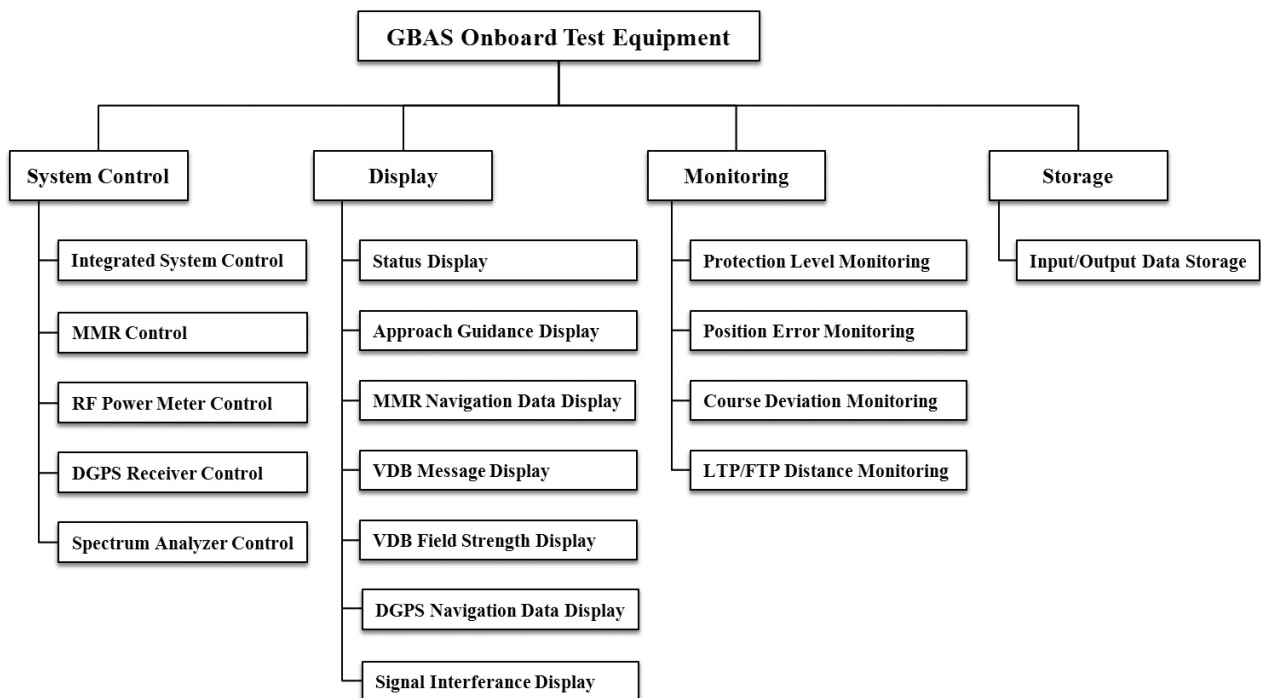 GBAS Onboard Test Equipment
System Control
Display
Monitoring
Storage
Integrated System Control
MMR Control
RF Power Meter Control
DGPS Receiver Control
Spectrum Analyzer Control
Status Display
Approach Guidance Display
MMR Navigation Data Display
VDB Message Display
VDB Field Strength Display
DGPS Navigation Data Display
Signal Interferance Display
Protection Level Monitoring
Position Error Monitoring
Course Deviation Monitoring
LTP/FTP Distance Monitoring
Input/Output Data Storage